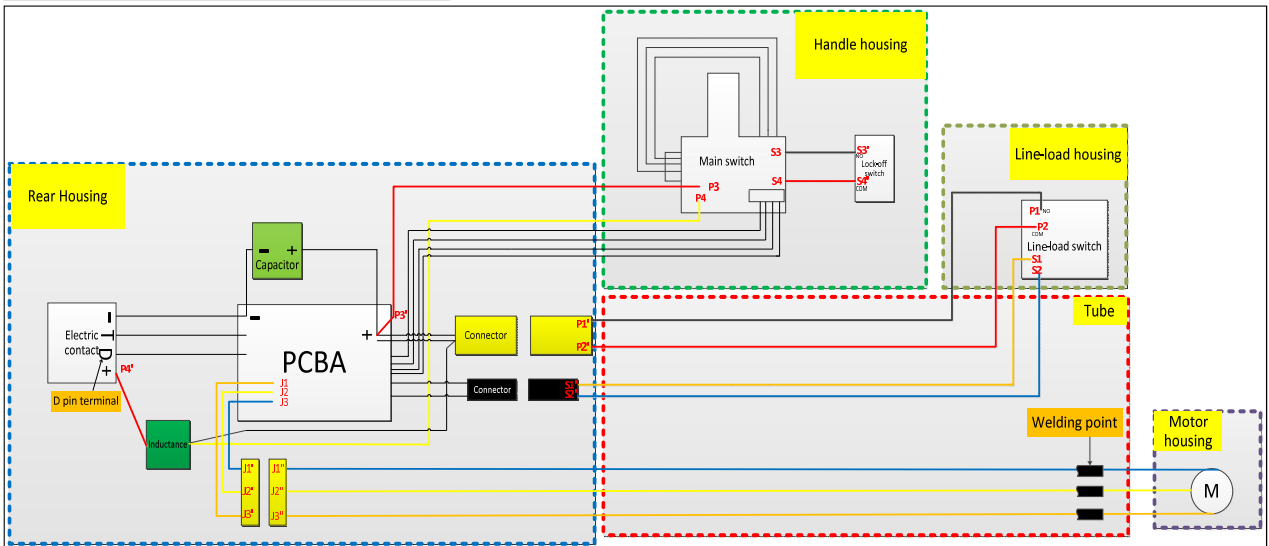 Handle housing
Main switch
S3
S4
P3
P4
S3'
NO
Lock-off
switch
S4'
COM
Line-load housing
P1
NO
P2
COM
Line-load switch
S1
S2
Rear Housing
Capacitor
-
+
Electric
contact
-
T
D
+
P4'
D pin terminal
-
+
PCBA
P3'
J1
J2
J3
Inductance
Connector
Connector
P1'
P2'
S1'
S2'
Tube
J1'
J2'
J3'
J1"
J2"
J3"
Welding point
Motor
housing
M